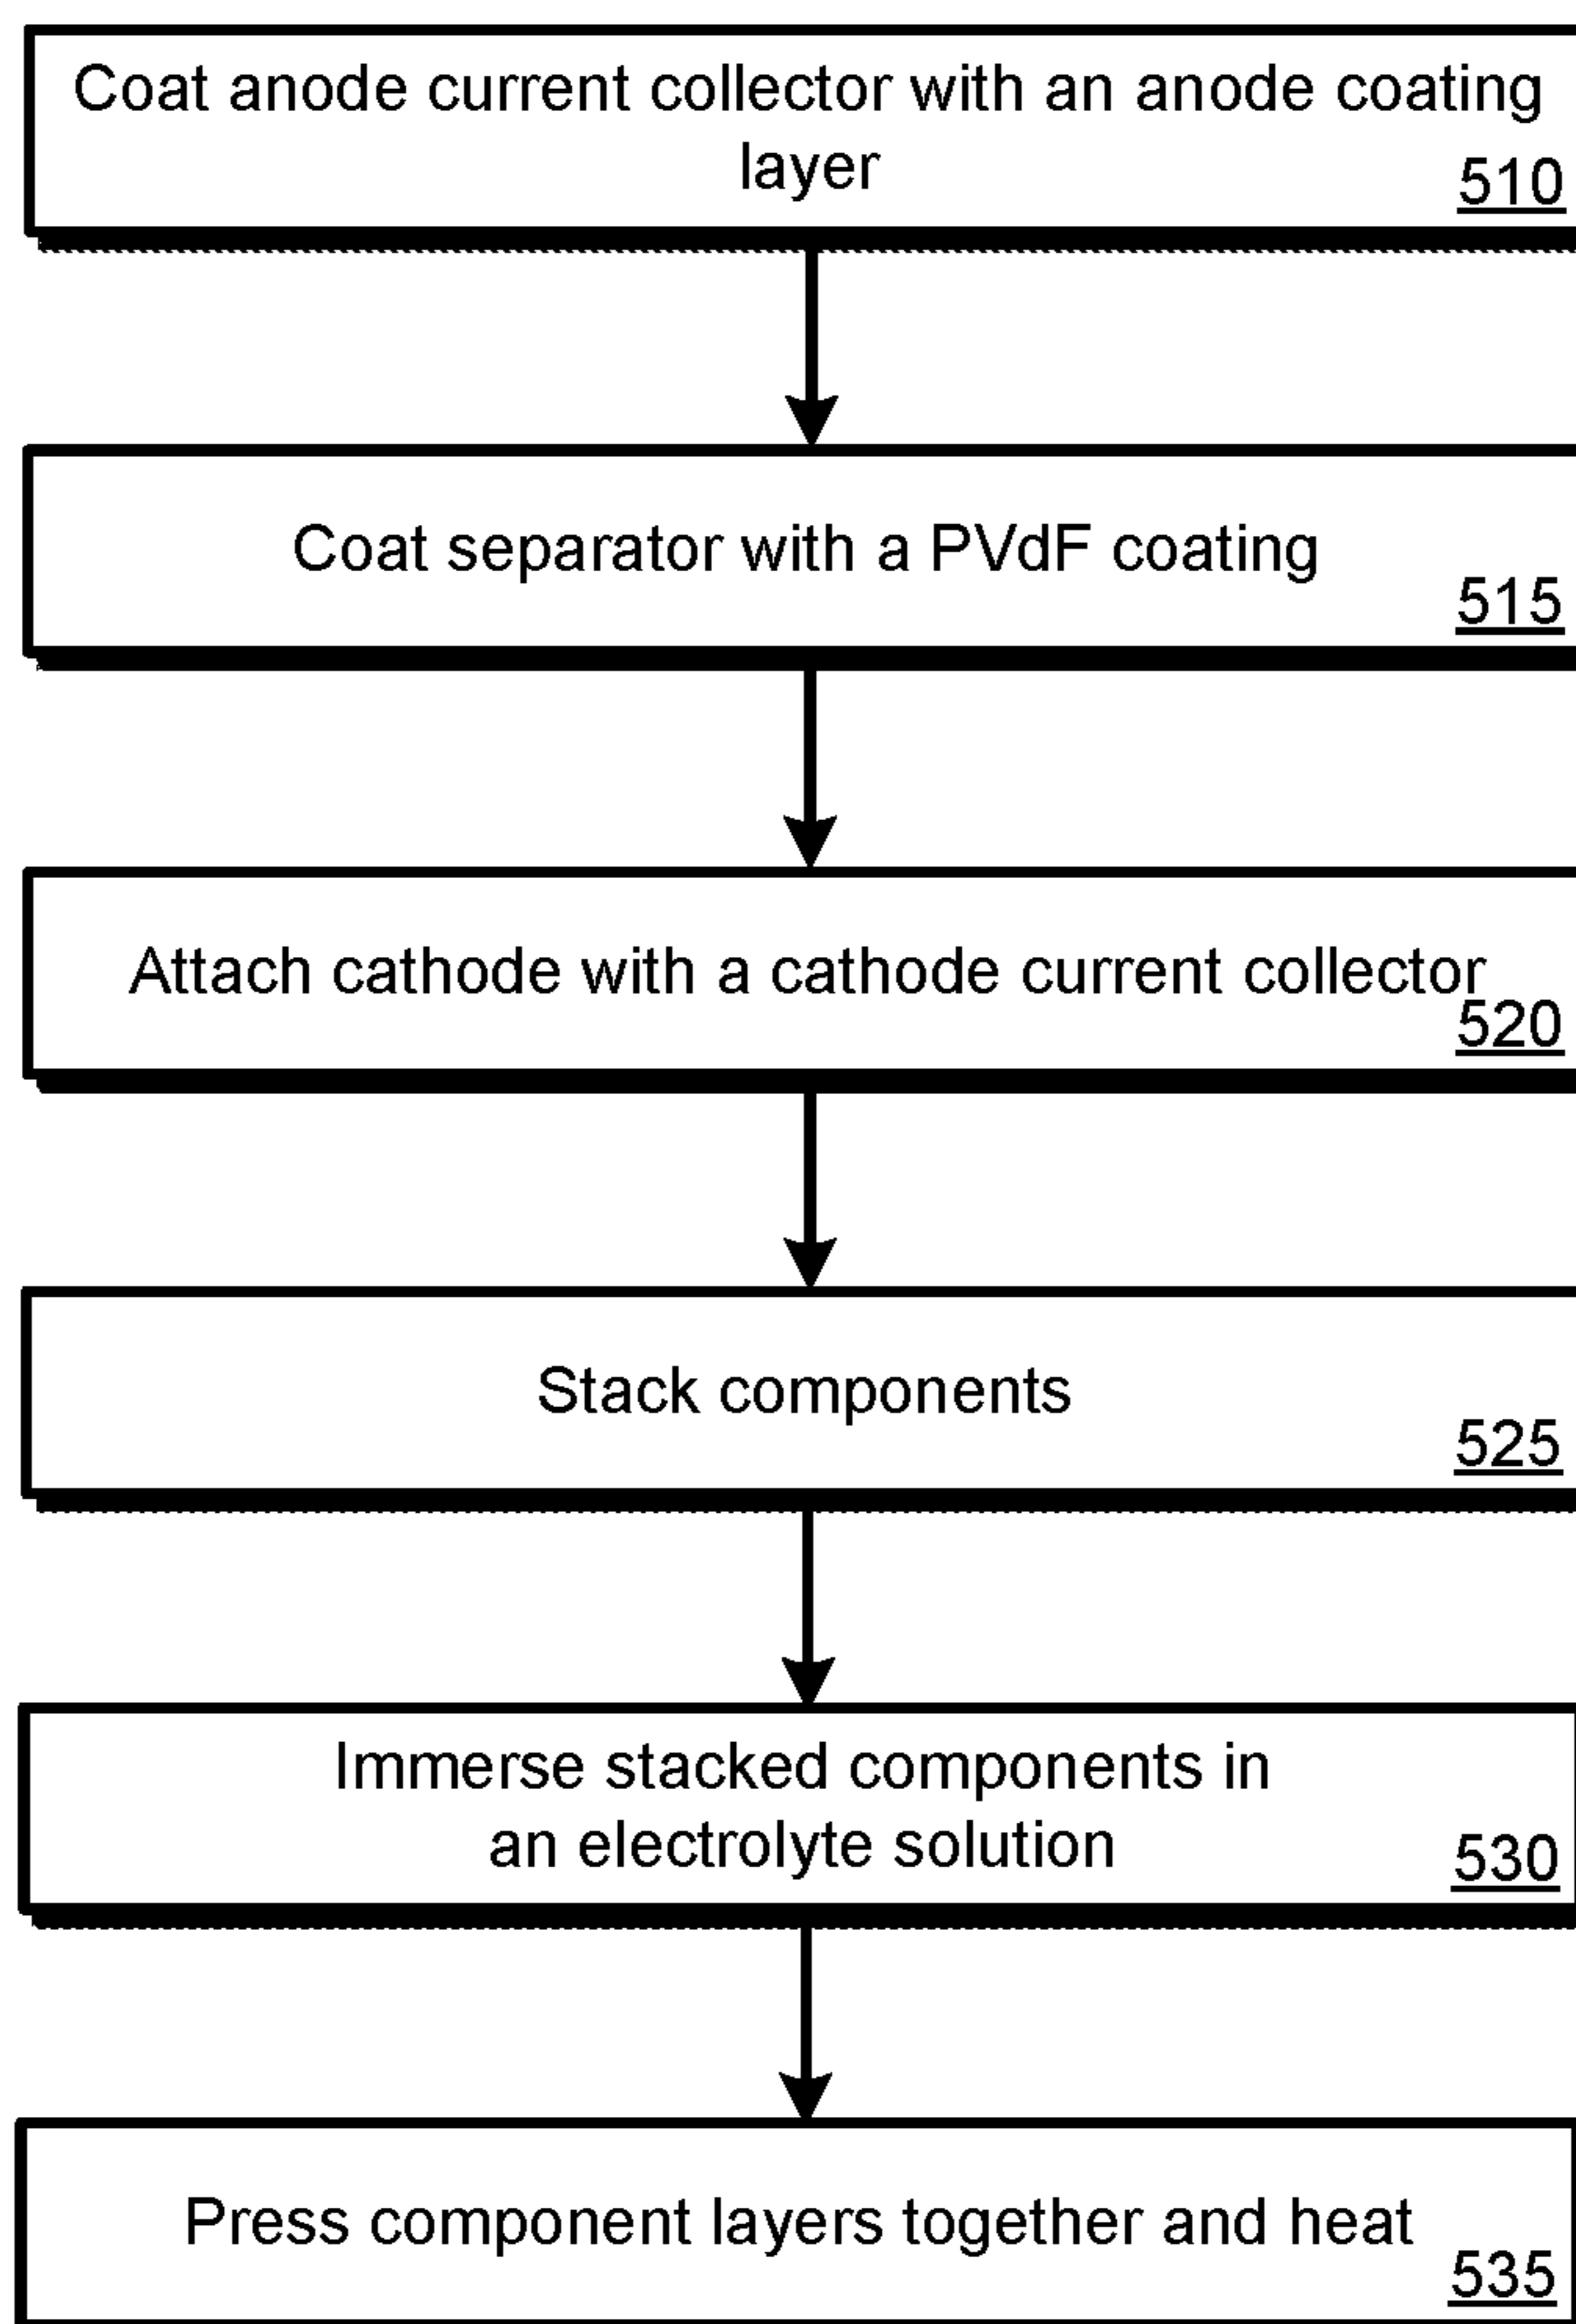 Coat anode current collector with an anode coating
layer
510
Coat separator with a PVdF coating
515
Attach cathode with a cathode current collector
520
Stack components
525
Immerse stacked components in
an electrolyte solution
530
Press component layers together and heat
535